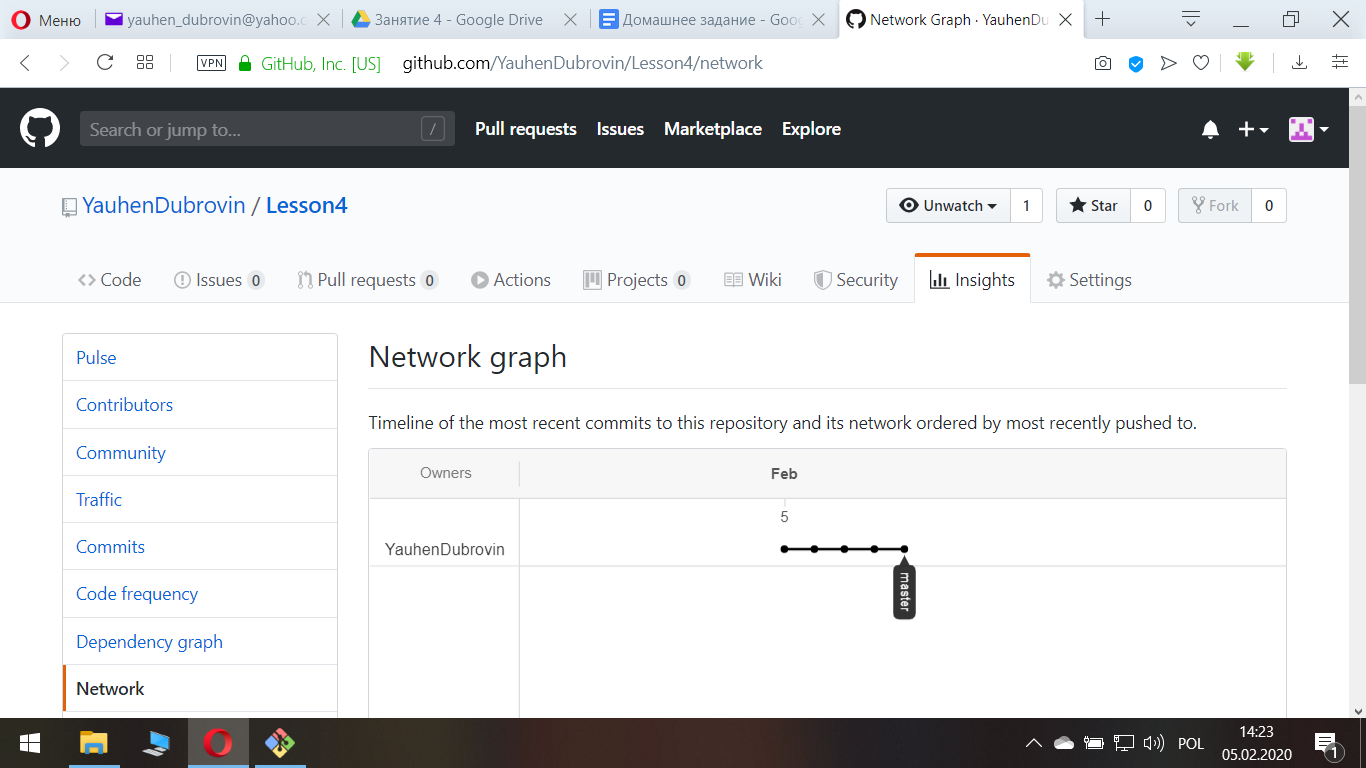 Меню
yauhen_dubrovin@yahoo.c
Занятие 4 - Google Drive
Домашнее задание - Goog
Network Graph · YauhenDu
VPN
GitHub, Inc. [US]
github.com/YauhenDubrovin/Lesson4/network
Search or jump to...
/
Pull requests
Issues
Marketplace
Explore
YauhenDubrovin / Lesson4
Unwatch
1
Star
0
Fork
0
Code
Issues 0
Pull requests 0
Actions
Projects 0
Wiki
Security
Insights
Settings
Pulse
Contributors
Community
Traffic
Commits
Code frequency
Dependency graph
Network
Network graph
Timeline of the most recent commits to this repository and its network ordered by most recently pushed to.
Owners
Feb
5
YauhenDubrovin
master
POL
14:23
05.02.2020
1